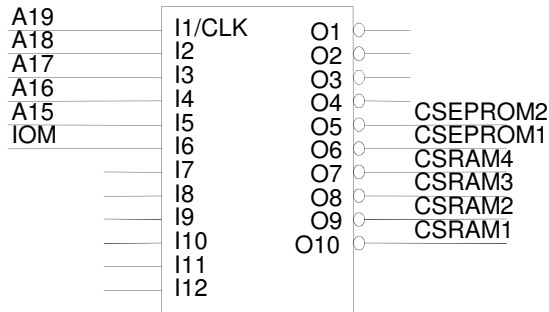 A19
A18
A17
A16
A15
IOM
I1/CLK
I2
I3
I4
I5
I6
I7
I8
I9
I10
I11
I12
O1
O2
O3
O4
O5
O6
O7
O8
O9
O10
CSEPROM2
CSEPROM1
CSRAM4
CSRAM3
CSRAM2
CSRAM1